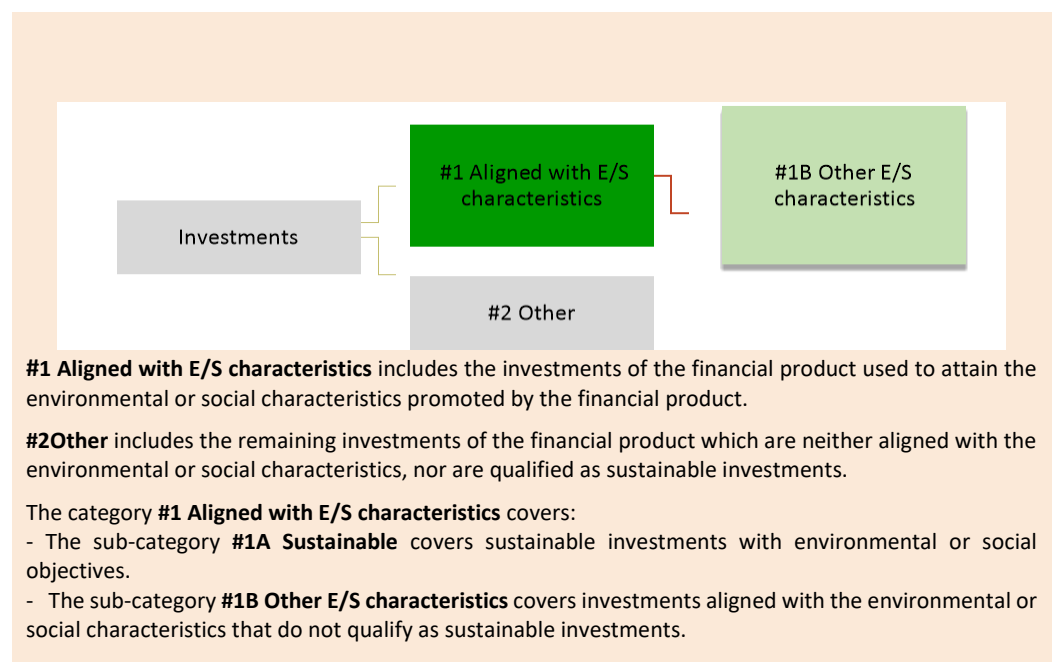 #1 Aligned with E/S
characteristics
#1B Other E/S
characteristics
Investments
#2 Other
#1 Aligned with E/S characteristics includes the investments of the financial product used to attain the
environmental or social characteristics promoted by the financial product.
#2Other includes the remaining investments of the financial product which are neither aligned with the
environmental or social characteristics, nor are qualified as sustainable investments.
The category #1 Aligned with E/S characteristics covers:
- The sub-category #1A Sustainable covers sustainable investments with environmental or social
objectives.
- The sub-category #1B Other E/S characteristics covers investments aligned with the environmental or
social characteristics that do not qualify as sustainable investments.